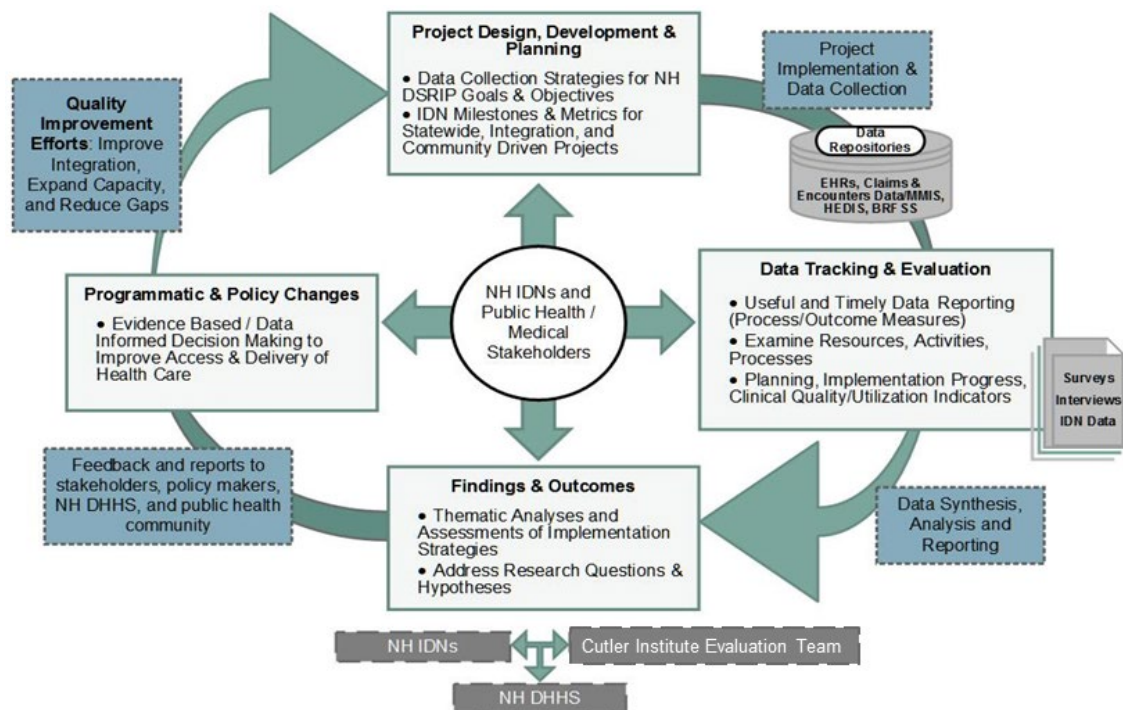 Project Design, Development &
Planning
● Data Collection Strategies for NH
DSRIP Goals & Objectives
● IDN Milestones & Metrics for
Statewide, Integration, and
Community Driven Projects
Project
Implementation &
Data Collection
Quality
Improvement
Efforts: Improve
Integration,
Expand Capacity,
and Reduce Gaps
Data
Repositories
EHRs, Claims &
Encounters Data/MMIS,
HEDIS, BRFSS
Programmatic & Policy Changes
● Evidence Based / Data
Informed Decision Making to
Improve Access & Delivery of
Health Care
NH IDNs and
Public Health /
Medical
Stakeholders
Data Tracking & Evaluation
● Useful and Timely Data Reporting
(Process/Outcome Measures)
● Examine Resources, Activities,
Processes
● Planning, Implementation Progress,
Clinical Quality/Utilization Indicators
Surveys
Interviews
IDN Data
Feedback and reports to
stakeholders, policy makers,
NH DHHS, and public health
community
Findings & Outcomes
● Thematic Analyses and
Assessments of Implementation
Strategies
● Address Research Questions &
Hypotheses
Data Synthesis,
Analysis and
Reporting
NH IDNs
Cutler Institute Evaluation Team
NH DHHS